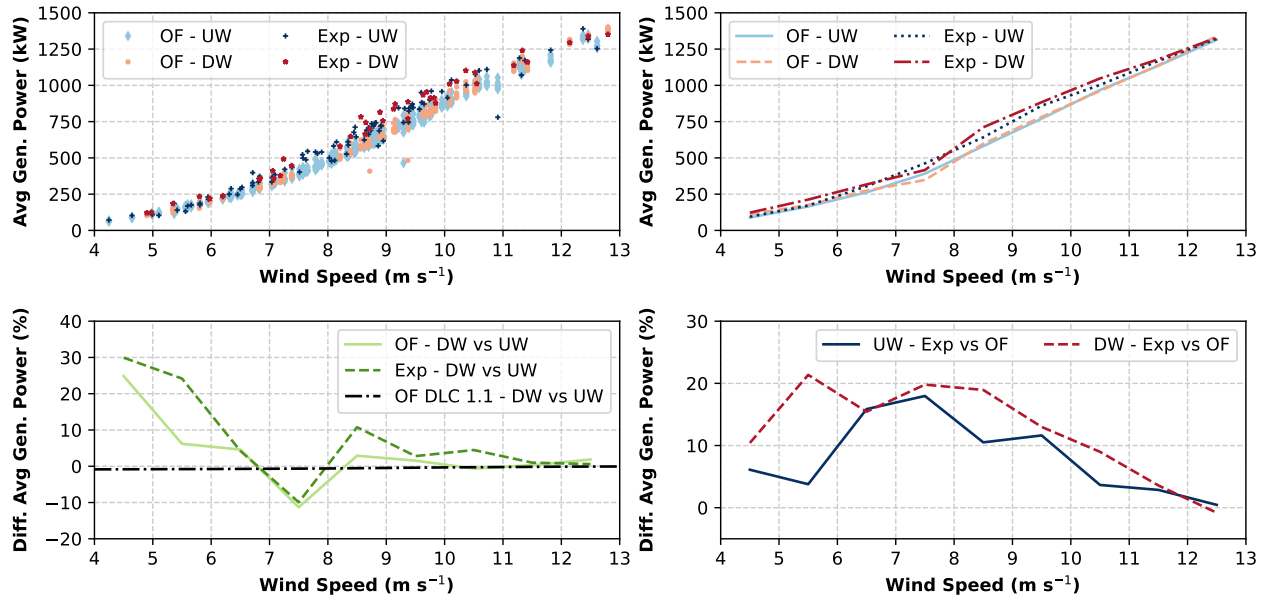 1500
1250
1000
750
500
250
0
Avg Gen. Power (kW)
OF - UW
OF - DW
Exp - UW
Exp - DW
4 5 6 7 8 9 10 11 12 13
Wind Speed (m s⁻¹)
1500
1250
1000
750
500
250
0
Avg Gen. Power (kW)
OF - UW
OF - DW
Exp - UW
Exp - DW
4 5 6 7 8 9 10 11 12 13
Wind Speed (m s⁻¹)
40
30
20
10
0
−10
−20
Diff. Avg Gen. Power (%)
OF - DW vs UW
Exp - DW vs UW
OF DLC 1.1 - DW vs UW
4 5 6 7 8 9 10 11 12 13
Wind Speed (m s⁻¹)
30
20
10
0
Diff. Avg Gen. Power (%)
UW - Exp vs OF
DW - Exp vs OF
4 5 6 7 8 9 10 11 12 13
Wind Speed (m s⁻¹)